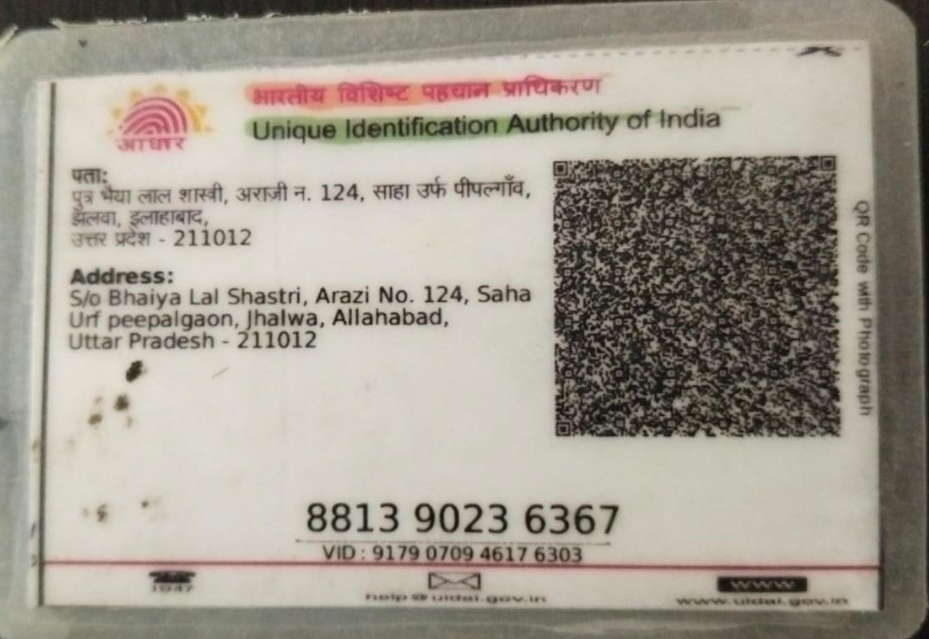 भारतीय विशिष्ट पहचान प्राधिकरण
Unique Identification Authority of India
आधार
पता:
पुत्र भैया लाल शास्त्री, अराज़ी न. 124, साहा उर्फ पीपल्गाँव,
झलवा, इलाहाबाद,
उत्तर प्रदेश - 211012
Address:
S/o Bhaiya Lal Shastri, Arazi No. 124, Saha
Urf peepalgaon, Jhalwa, Allahabad,
Uttar Pradesh - 211012
QR Code with Photograph
8813 9023 6367
VID : 9179 0709 4617 6303
1947
help@uidai.gov.in
WWW
www.uidai.gov.in